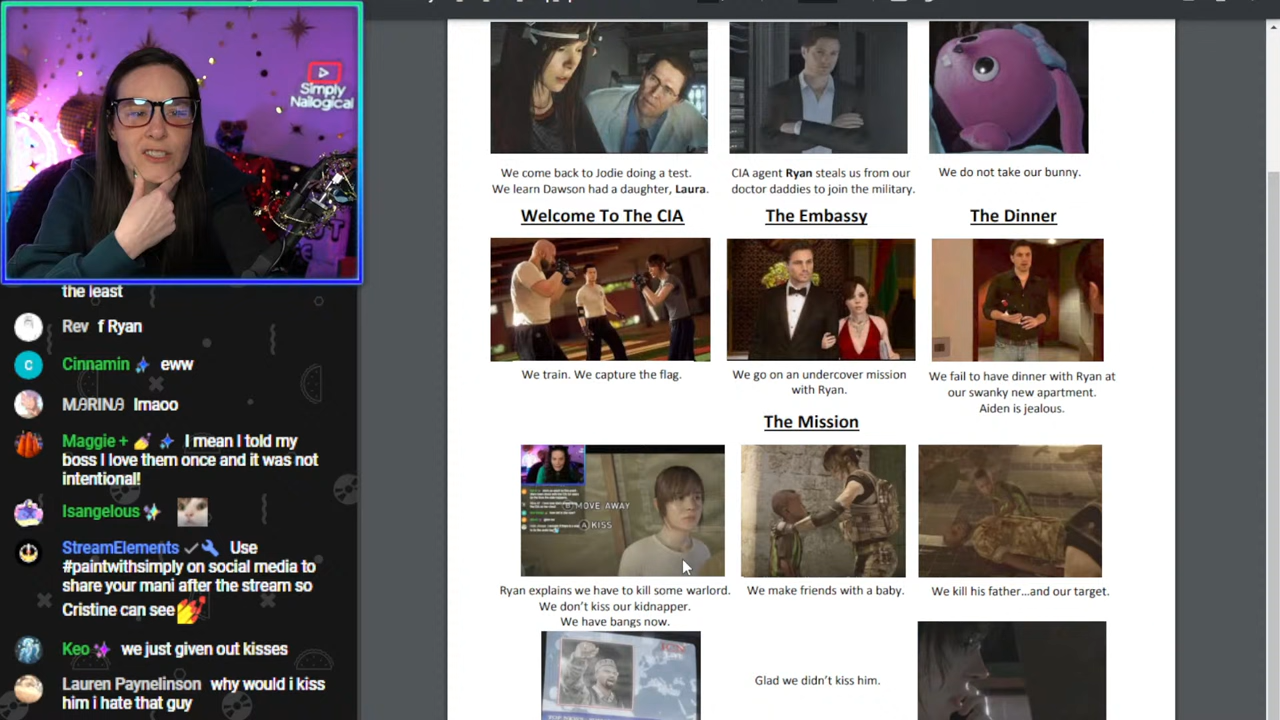 Simply
Nailogical
the least
Rev f Ryan
Cinnamin eww
MARINA lmaoo
Maggie + I mean I told my
boss I love them once and it was not
intentional!
Isangelous
StreamElements Use
#paintwithsimply on social media to
share your mani after the stream so
Cristine can see
Keo we just given out kisses
Lauren Paynelinson why would i kiss
him i hate that guy
We come back to Jodie doing a test.
We learn Dawson had a daughter, Laura.
CIA agent Ryan steals us from our
doctor daddies to join the military.
We do not take our bunny.
Welcome To The CIA
The Embassy
The Dinner
We train. We capture the flag.
We go on an undercover mission
with Ryan.
We fail to have dinner with Ryan at
our swanky new apartment.
Aiden is jealous.
The Mission
MOVE AWAY
KISS
Ryan explains we have to kill some warlord.
We don't kiss our kidnapper.
We have bangs now.
We make friends with a baby.
We kill his father…and our target.
Glad we didn't kiss him.